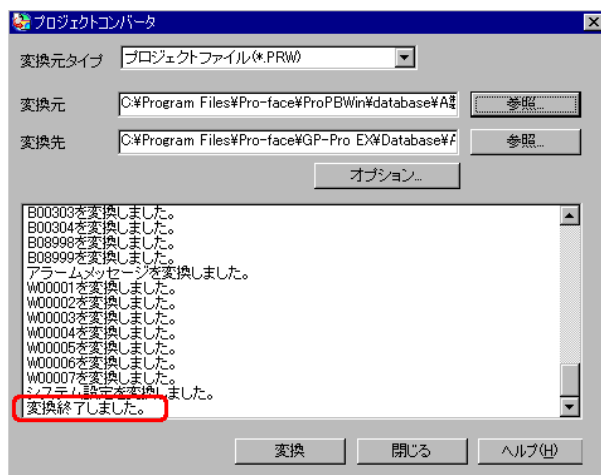 プロジェクトコンバータ
変換元タイプ プロジェクトファイル(*.PRW)
変換元 C:¥Program Files¥Pro-face¥ProPBWin¥database¥A 参照...
変換先 C:¥Program Files¥Pro-face¥GP-Pro EX¥Database¥ 参照...
オプション...
B00303を変換しました。
B00304を変換しました。
B08998を変換しました。
B08999を変換しました。
アラームメッセージを変換しました。
W00001を変換しました。
W00002を変換しました。
W00003を変換しました。
W00004を変換しました。
W00005を変換しました。
W00006を変換しました。
W00007を変換しました。
システム設定を変換しました。
変換終了しました。
変換 閉じる ヘルプ(H)